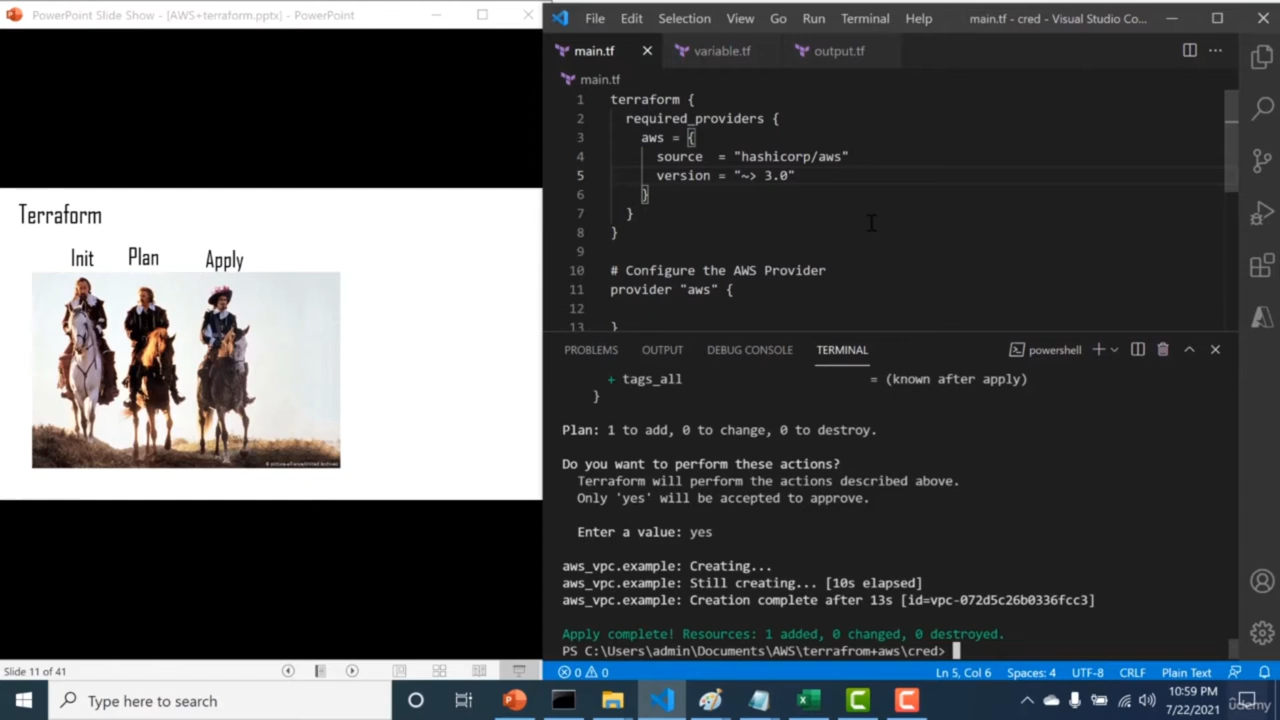 PowerPoint Slide Show - [AWS+terraform.pptx] - PowerPoint
Terraform
Init Plan Apply
Slide 11 of 41
File Edit Selection View Go Run Terminal Help main.tf - cred - Visual Studio Co...
main.tf variable.tf output.tf
main.tf
1 terraform {
2 required_providers {
3 aws = {
4 source = "hashicorp/aws"
5 version = "~> 3.0"
6 }
7 }
8 }
9
10 # Configure the AWS Provider
11 provider "aws" {
12
13 }
PROBLEMS OUTPUT DEBUG CONSOLE TERMINAL powershell
+ tags_all = (known after apply)
}
Plan: 1 to add, 0 to change, 0 to destroy.
Do you want to perform these actions?
Terraform will perform the actions described above.
Only 'yes' will be accepted to approve.
Enter a value: yes
aws_vpc.example: Creating...
aws_vpc.example: Still creating... [10s elapsed]
aws_vpc.example: Creation complete after 13s [id=vpc-072d5c26b0336fcc3]
Apply complete! Resources: 1 added, 0 changed, 0 destroyed.
PS C:\Users\admin\Documents\AWS\terrafrom+aws\cred>
0 0 Ln 5, Col 6 Spaces: 4 UTF-8 CRLF Plain Text
Type here to search
10:59 PM
7/22/2021
udemy